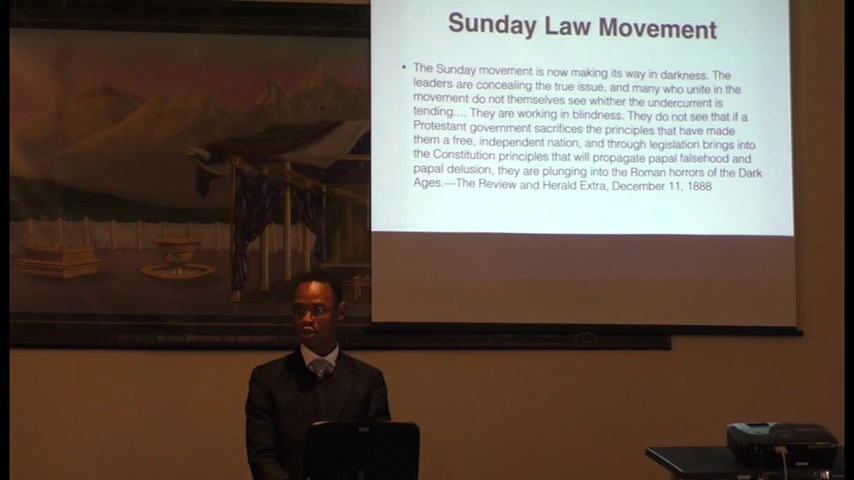 Sunday Law Movement
• The Sunday movement is now making its way in darkness. The
leaders are concealing the true issue, and many who unite in the
movement do not themselves see whither the undercurrent is
tending.... They are working in blindness. They do not see that if a
Protestant government sacrifices the principles that have made
them a free, independent nation, and through legislation brings into
the Constitution principles that will propagate papal falsehood and
papal delusion, they are plunging into the Roman horrors of the Dark
Ages.—The Review and Herald Extra, December 11, 1888